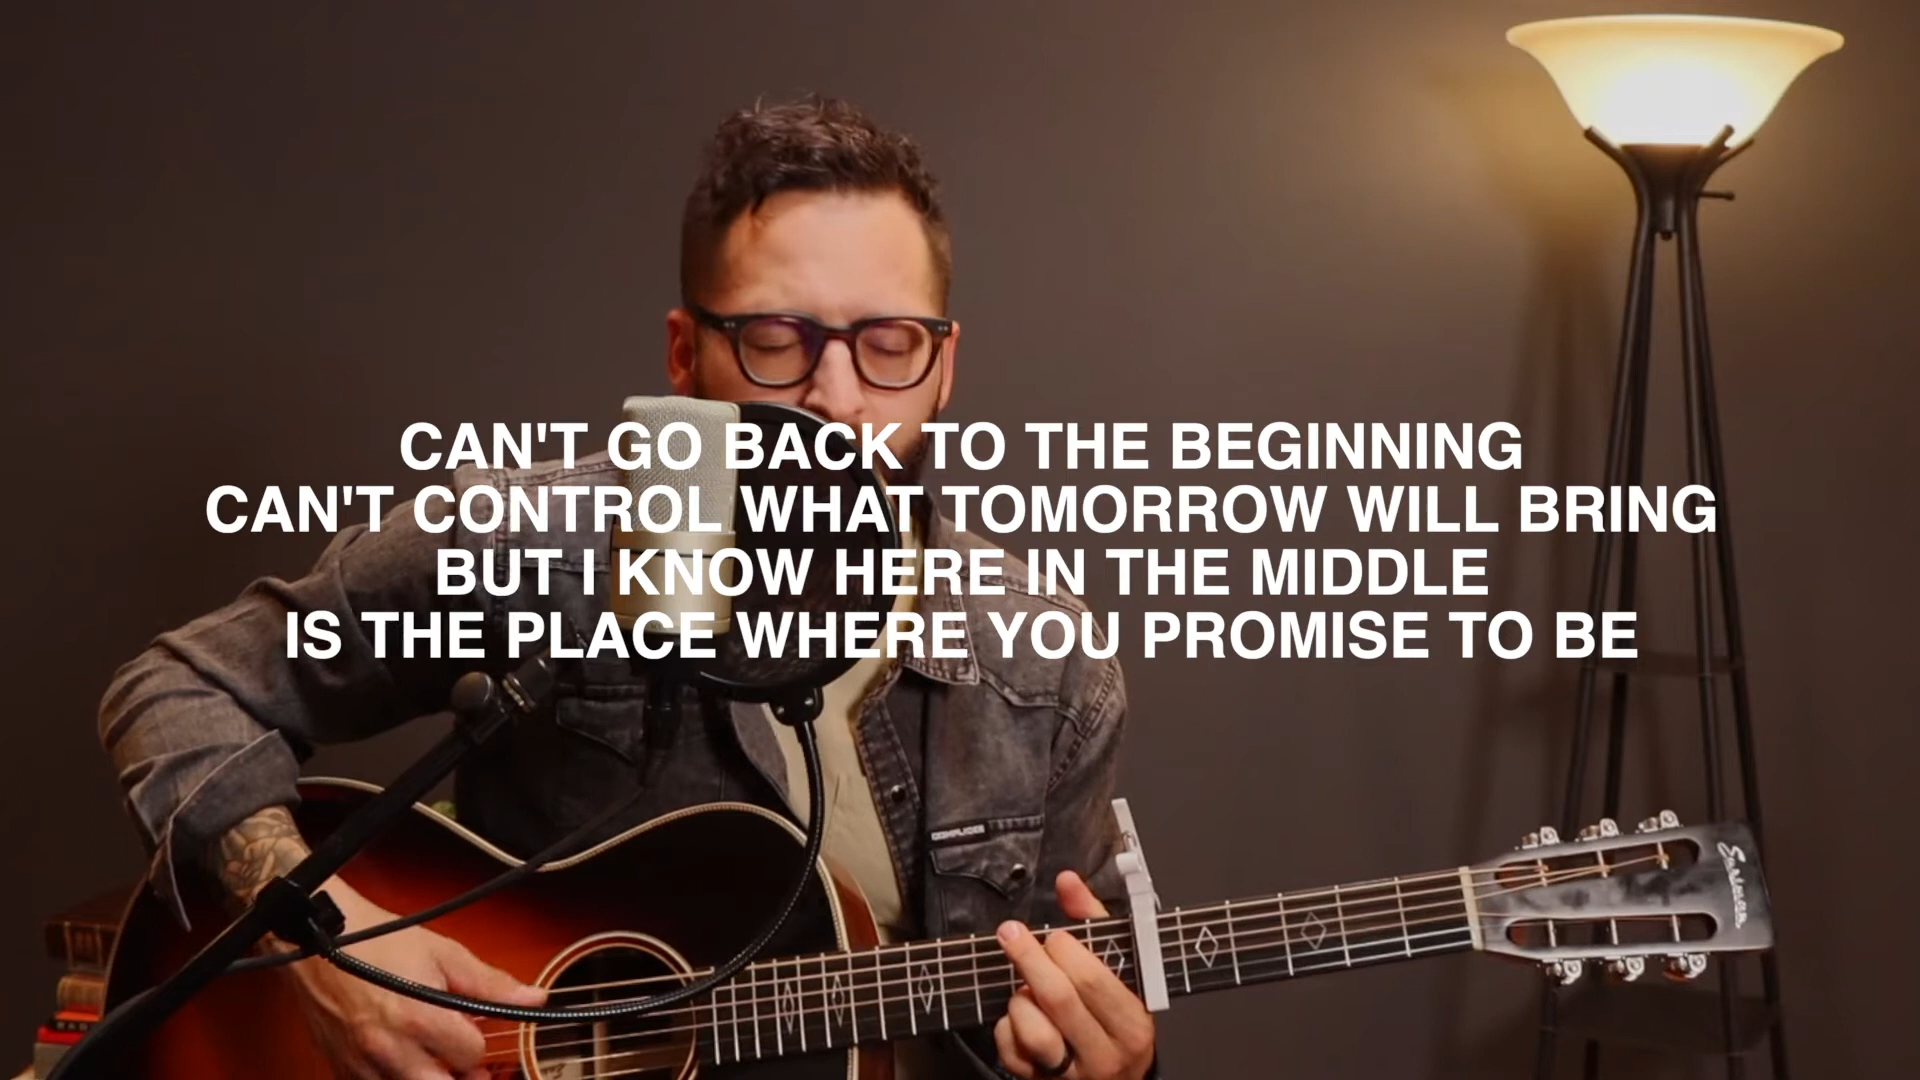 CAN'T GO BACK TO THE BEGINNING
CAN'T CONTROL WHAT TOMORROW WILL BRING
BUT I KNOW HERE IN THE MIDDLE
IS THE PLACE WHERE YOU PROMISE TO BE
Eastman